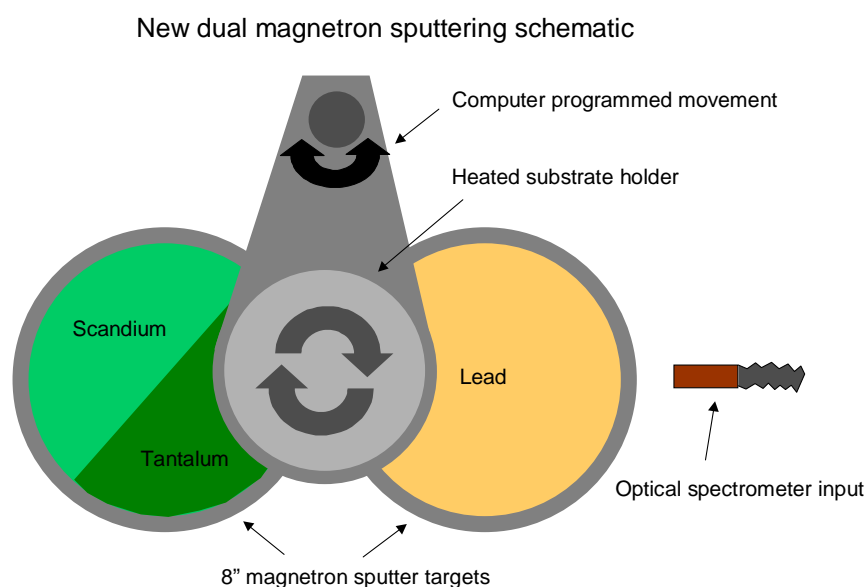 New dual magnetron sputtering schematic
Computer programmed movement
Heated substrate holder
Scandium
Lead
Tantalum
Optical spectrometer input
8” magnetron sputter targets